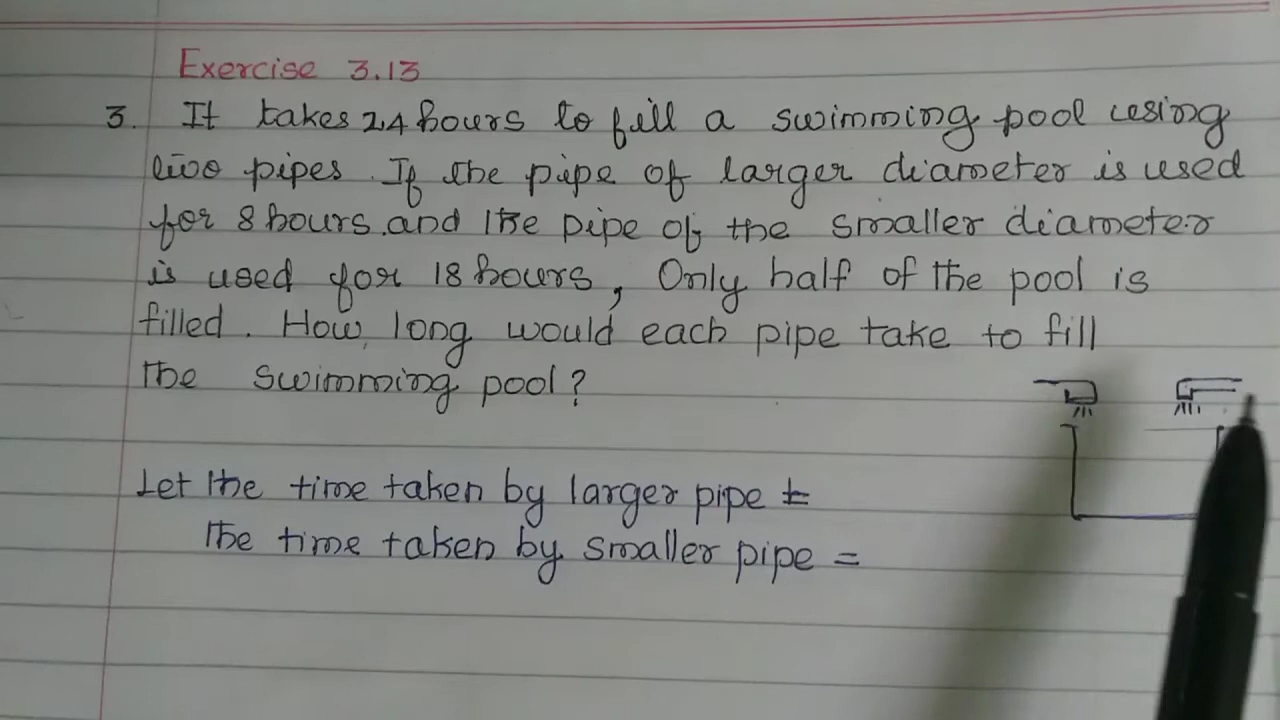 Exercise 3.13
3. It takes 24 hours to fill a swimming pool using
two pipes. If the pipe of larger diameter is used
for 8 hours and the pipe of the smaller diameter
is used for 18 hours, Only half of the pool is
filled. How long would each pipe take to fill
the swimming pool?
Let the time taken by larger pipe =
the time taken by smaller pipe =